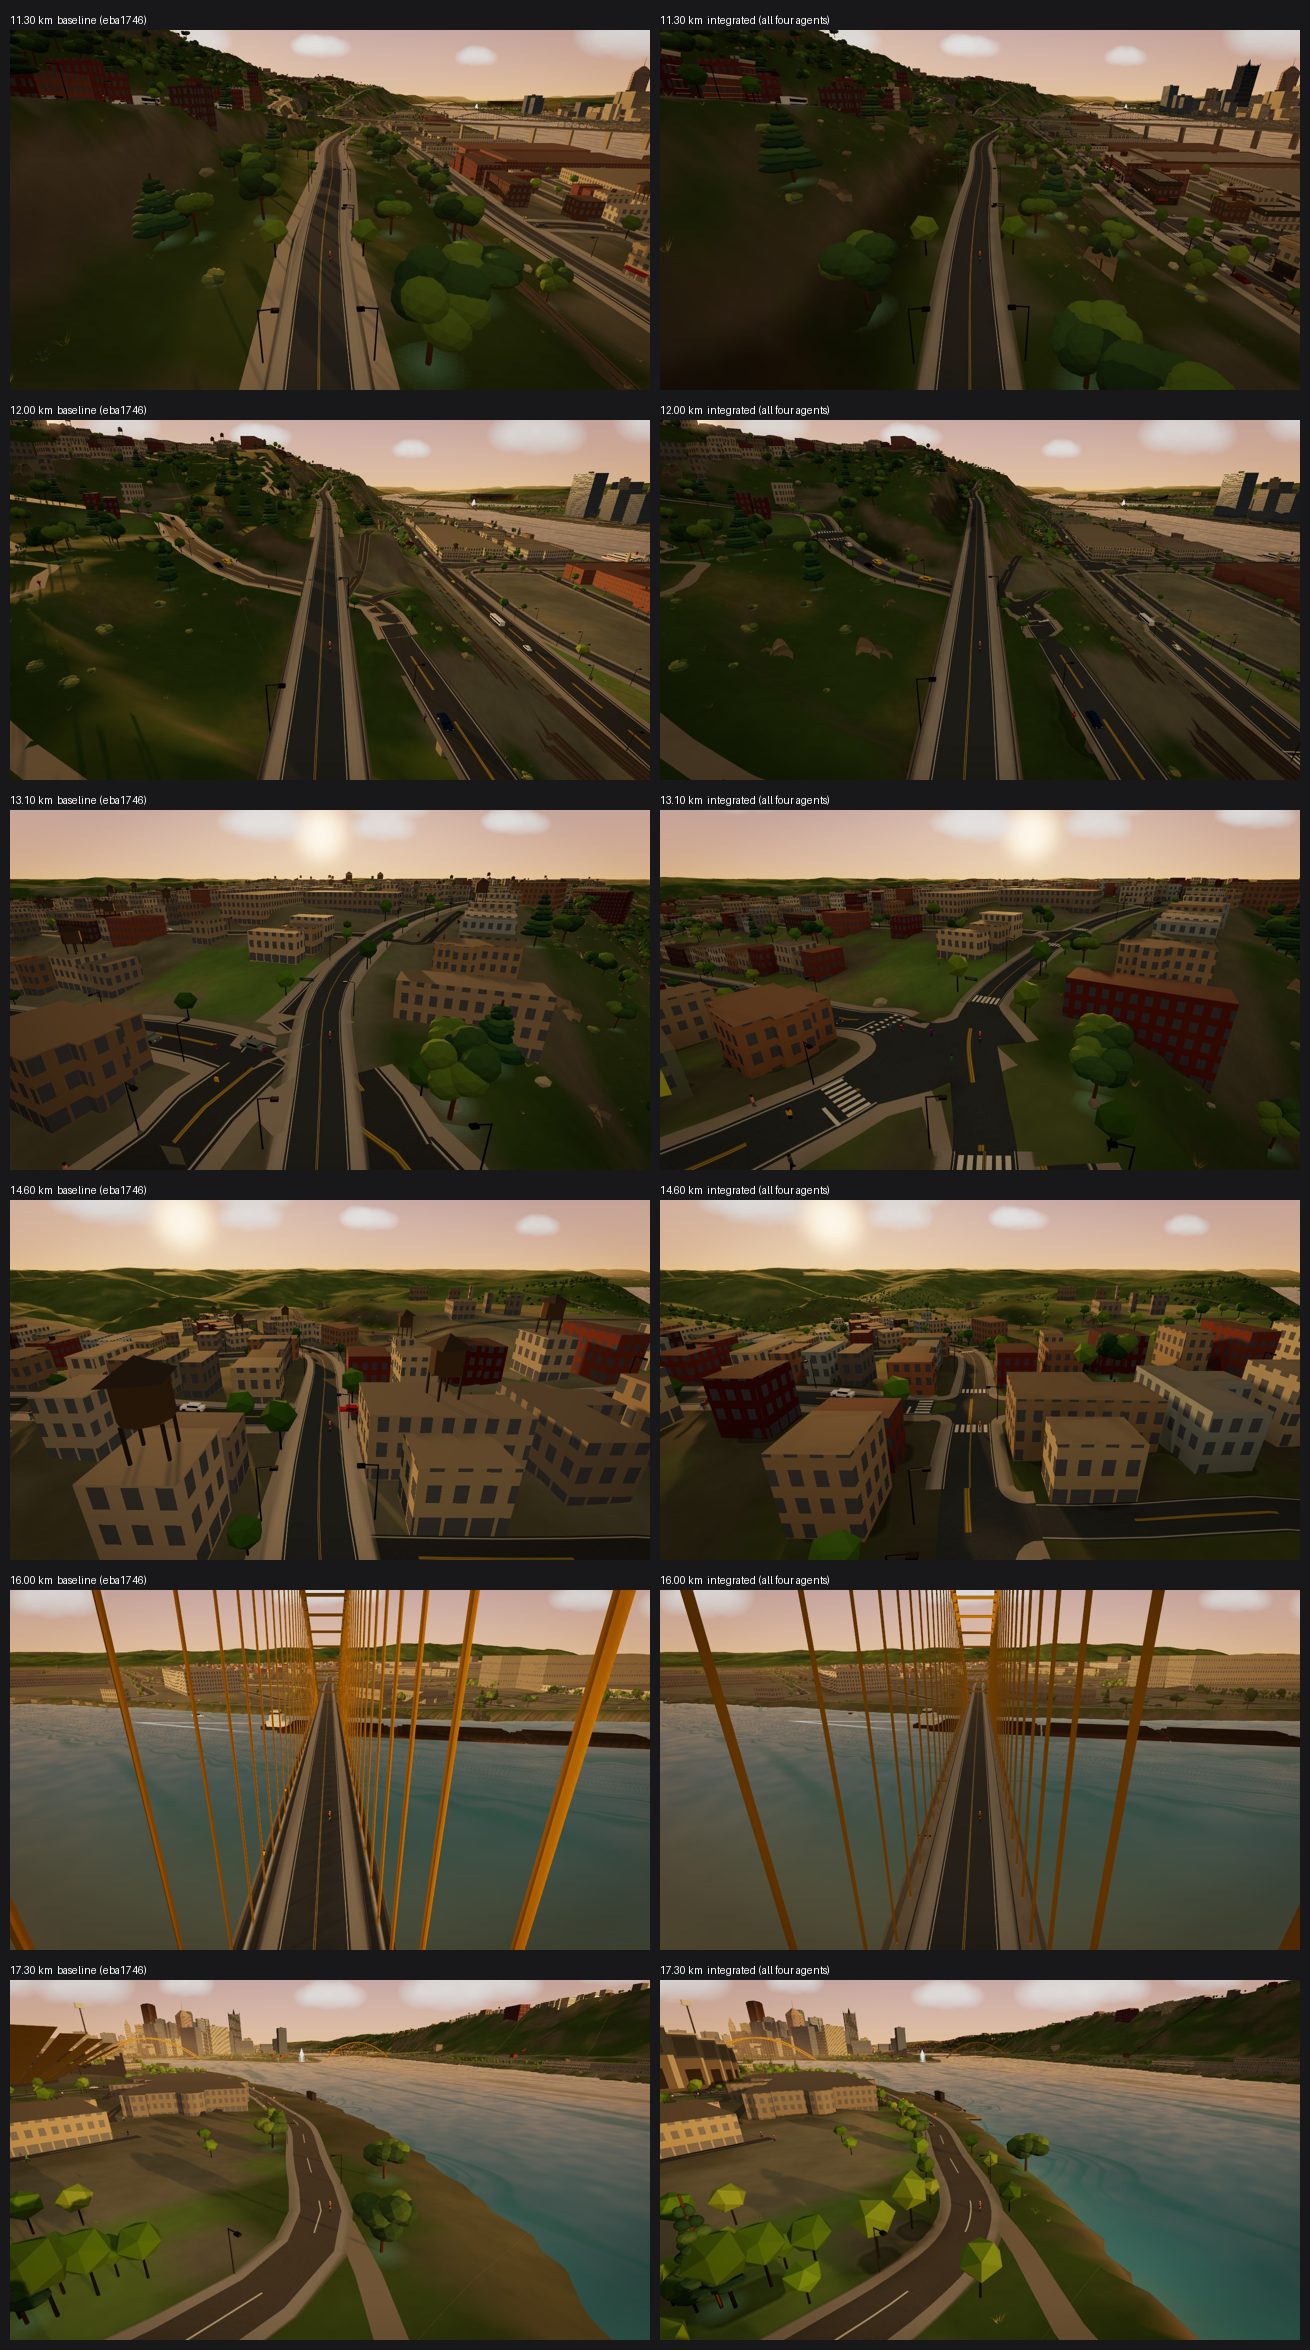 11.30 km baseline (eba1746)
11.30 km integrated (all four agents)
12.00 km baseline (eba1746)
12.00 km integrated (all four agents)
13.10 km baseline (eba1746)
13.10 km integrated (all four agents)
14.60 km baseline (eba1746)
14.60 km integrated (all four agents)
16.00 km baseline (eba1746)
16.00 km integrated (all four agents)
17.30 km baseline (eba1746)
17.30 km integrated (all four agents)